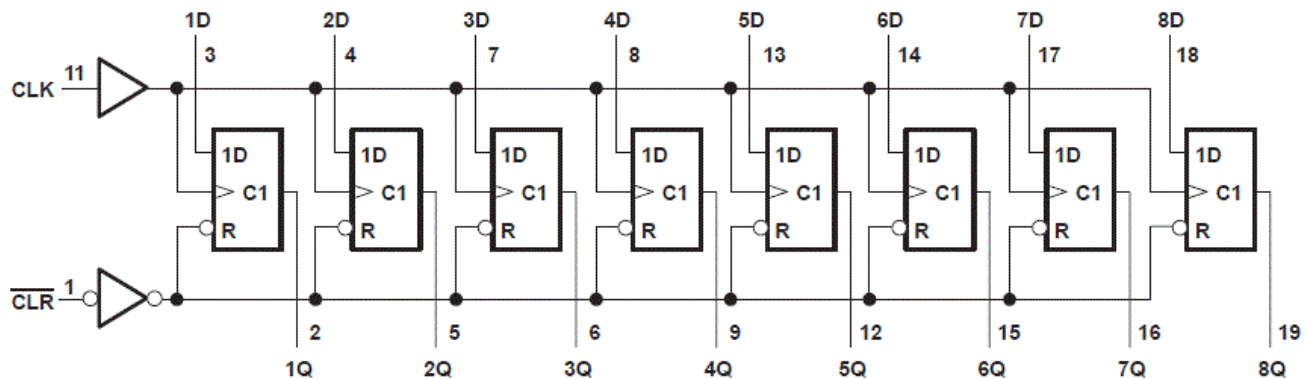 1D 2D 3D 4D 5D 6D 7D 8D
3 4 7 8 13 14 17 18
CLK 11
1D 1D 1D 1D 1D 1D 1D 1D
C1 C1 C1 C1 C1 C1 C1 C1
R R R R R R R R
CLR 1
2 5 6 9 12 15 16 19
1Q 2Q 3Q 4Q 5Q 6Q 7Q 8Q